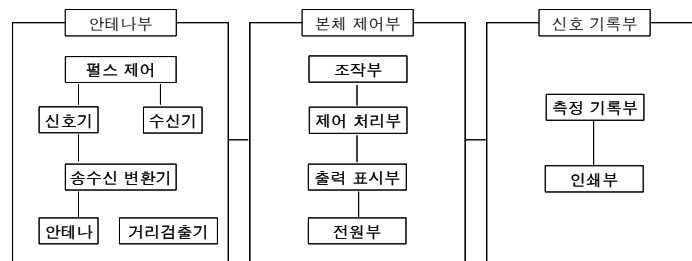 안테나부
펄스 제어
신호기
수신기
송수신 변환기
안테나
거리검출기
본체 제어부
조작부
제어 처리부
출력 표시부
전원부
신호 기록부
측정 기록부
인쇄부